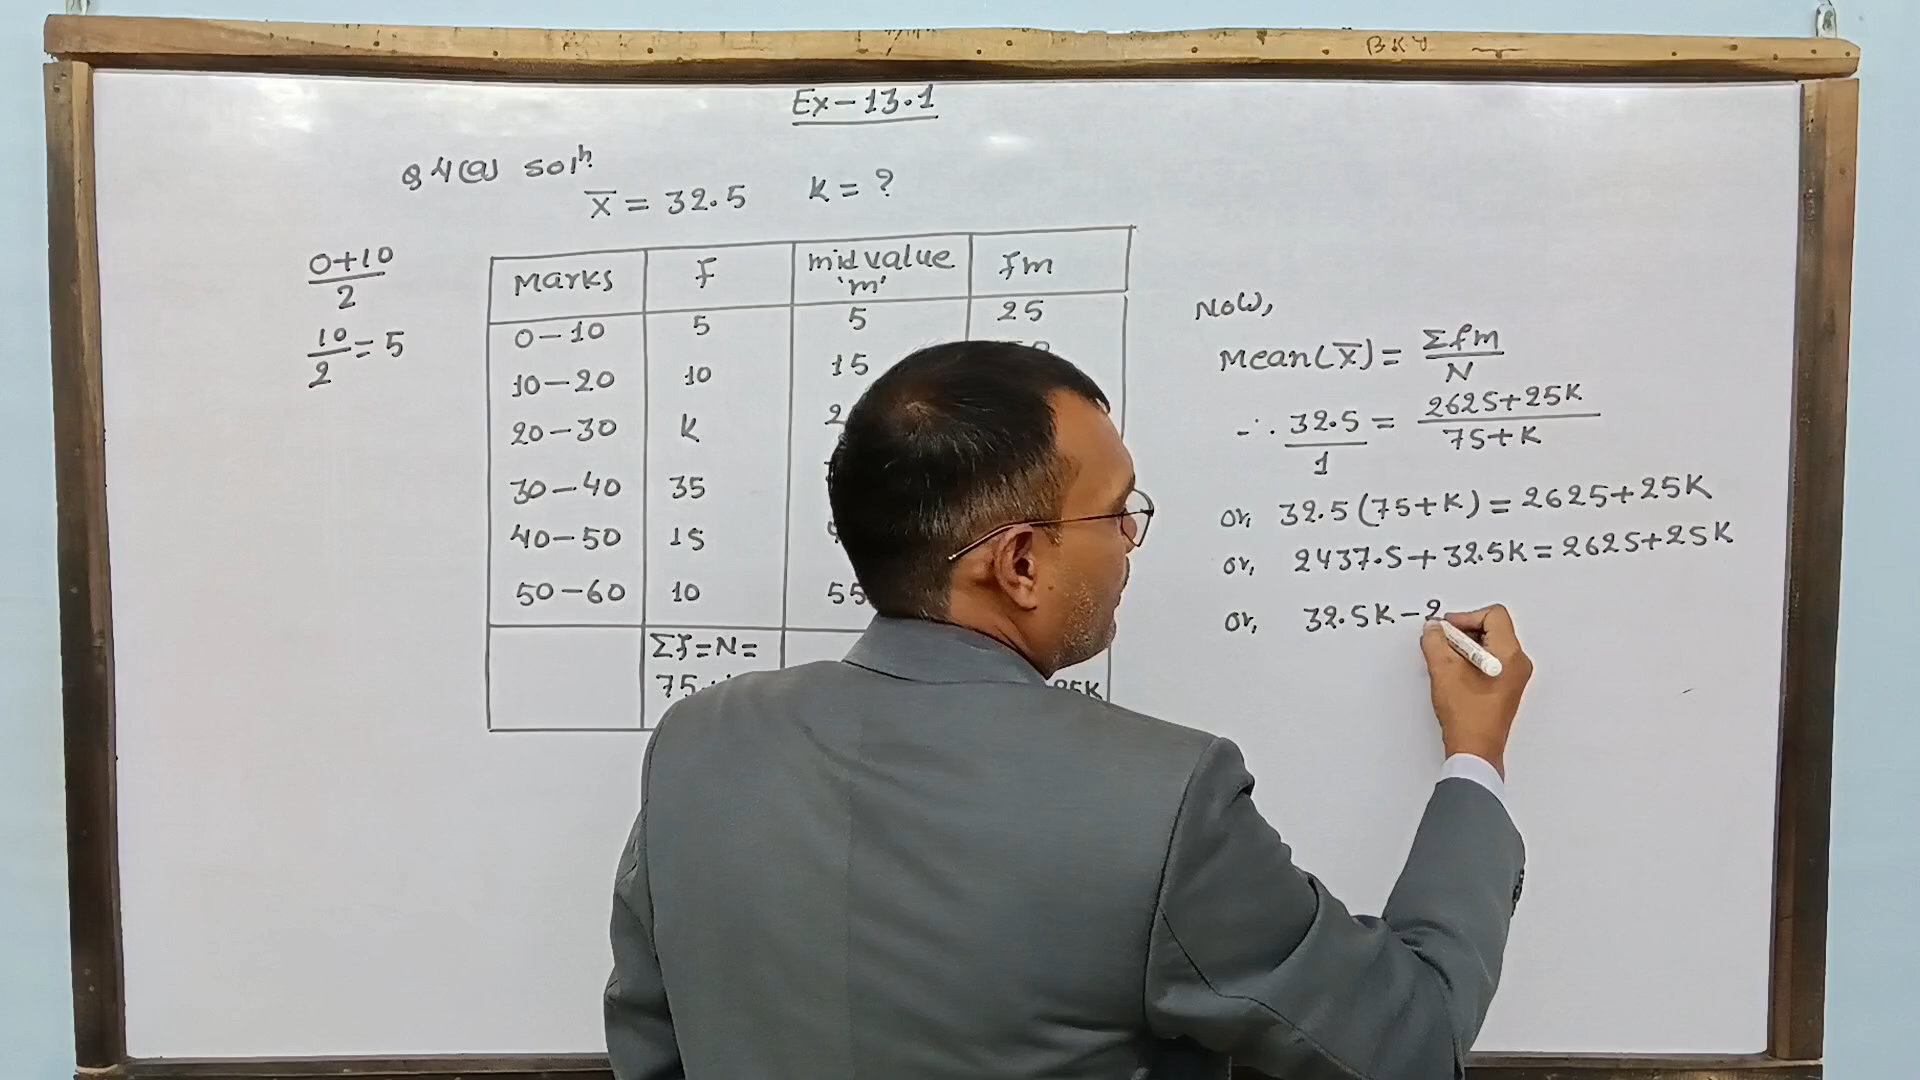 BKY
Ex-13.1
Q4(a) solⁿ
x̅ = 32.5 K = ?
0+10/2
10/2 = 5
Marks F mid value 'm' Fm
0-10 5 5 25
10-20 10 15
20-30 K 2
30-40 35
40-50 15
50-60 10 55
ΣF=N=
75 25K
Now,
Mean(x̅) = Σfm/N
∴ 32.5/1 = 2625+25K/75+K
or, 32.5(75+K) = 2625+25K
or, 2437.5+32.5K = 2625+25K
or, 32.5K-2